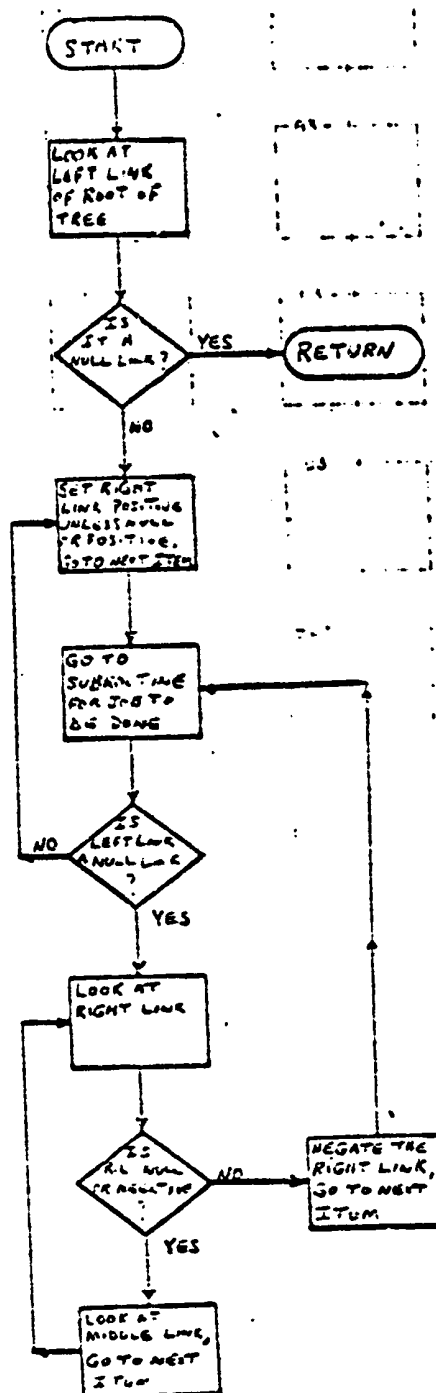 START
LOOK AT
LEFT LINK
OF ROOT OF
TREE
IS
IT A
NULL LINK?
YES
RETURN
NO
SET RIGHT
LINK POSITIVE
UNLESS NULL
OR POSITIVE,
GO TO NEXT ITEM
GO TO
SUBROUTINE
FOR JOB TO
BE DONE
IS
LEFT LINK
A NULL LINK
?
NO
YES
LOOK AT
RIGHT LINK
IS
R.L NULL
OR NEGATIVE
?
NO
NEGATE THE
RIGHT LINK,
GO TO NEXT
ITUM
YES
LOOK AT
MIDDLE LINK,
GO TO NEXT
ITUM